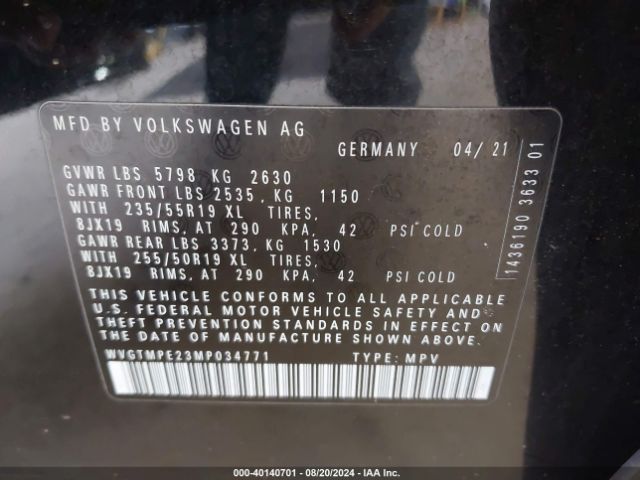 MFD BY VOLKSWAGEN AG
GERMANY 04/ 21
GVWR LBS 5798 KG 2630
GAWR FRONT LBS 2535, KG 1150
WITH 235/55R19 XL TIRES,
8JX19 RIMS, AT 290 KPA, 42 PSI COLD
GAWR REAR LBS 3373, KG 1530
WITH 255/50R19 XL TIRES,
8JX19 RIMS, AT 290 KPA, 42 PSI COLD
THIS VEHICLE CONFORMS TO ALL APPLICABLE
U.S. FEDERAL MOTOR VEHICLE SAFETY AND
THEFT PREVENTION STANDARDS IN EFFECT ON
THE DATE OF MANUFACTURE SHOWN ABOVE.
WVGTMPE23MP034771 TYPE: MPV
1436190 3633 01
000-40140701 - 08/20/2024 - IAA Inc.